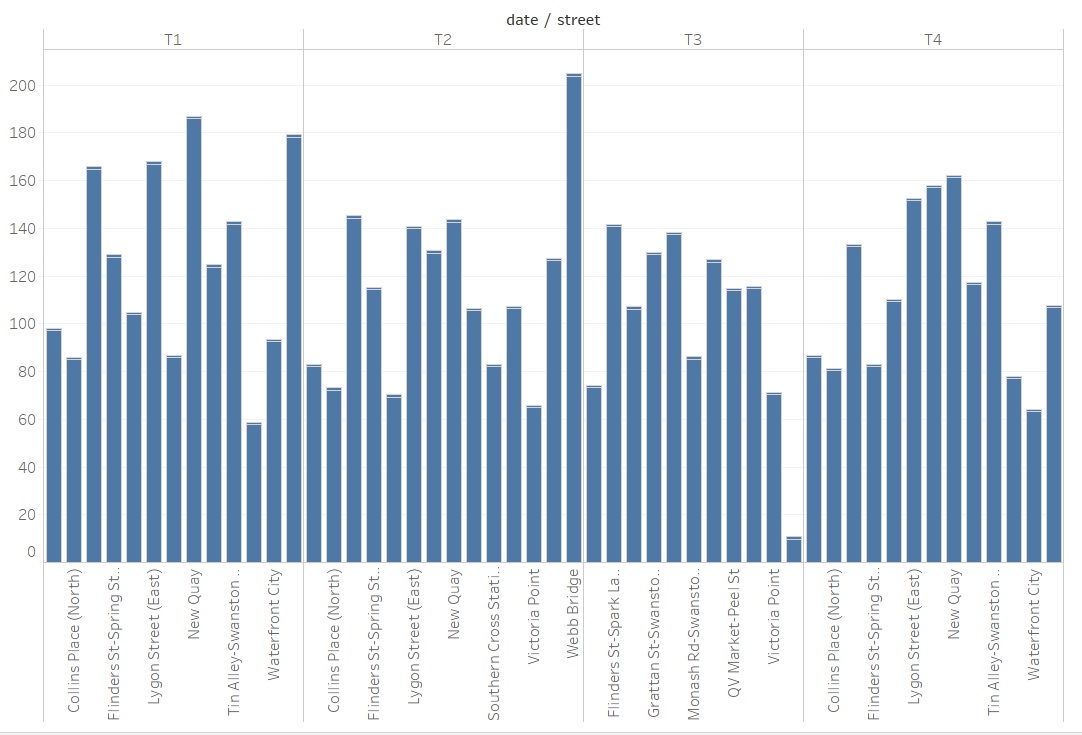 date / street
T1 T2 T3 T4
200
180
160
140
120
100
80
60
40
20
0
Collins Place (North)
Flinders St-Spring St..
Lygon Street (East)
New Quay
Tin Alley-Swanston ..
Waterfront City
Collins Place (North)
Flinders St-Spring St..
Lygon Street (East)
New Quay
Southern Cross Stati..
Victoria Point
Webb Bridge
Flinders St-Spark La..
Grattan St-Swansto..
Monash Rd-Swansto..
QV Market-Peel St
Victoria Point
Collins Place (North)
Flinders St-Spring St..
Lygon Street (East)
New Quay
Tin Alley-Swanston ..
Waterfront City